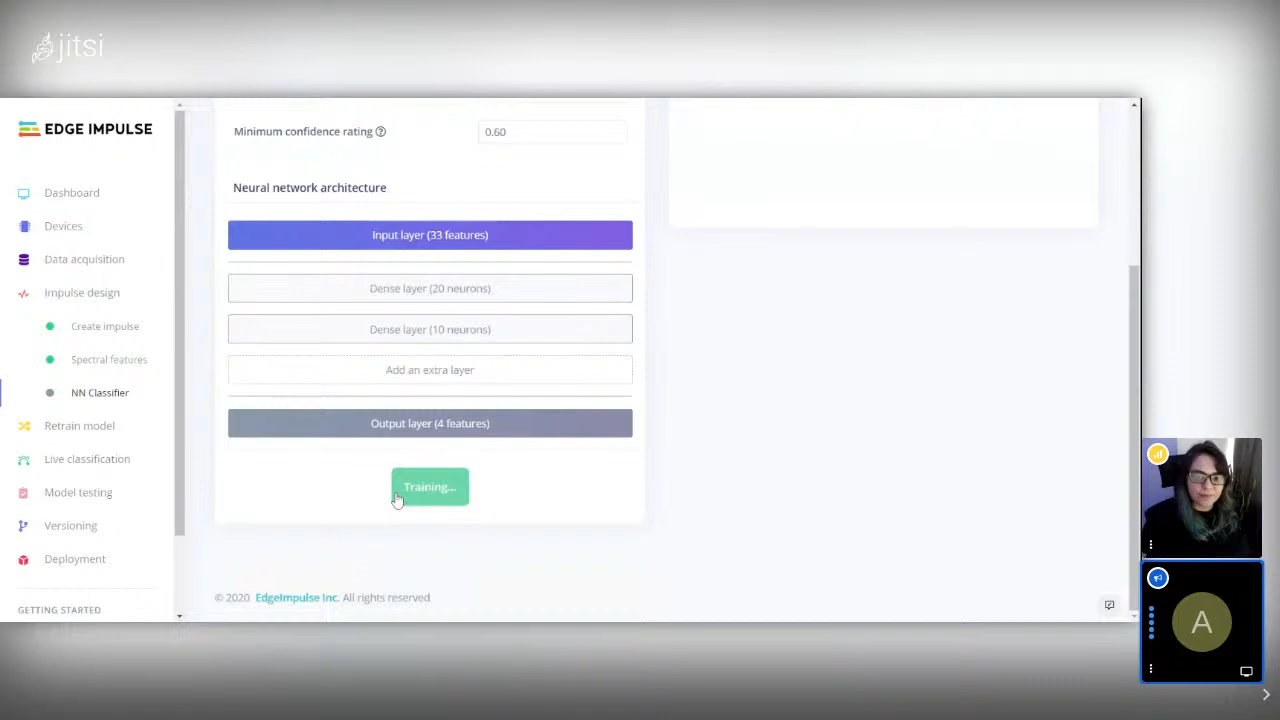 jitsi
EDGE IMPULSE
Dashboard
Devices
Data acquisition
Impulse design
Create impulse
Spectral features
NN Classifier
Retrain model
Live classification
Model testing
Versioning
Deployment
GETTING STARTED
Minimum confidence rating
0.60
Neural network architecture
Input layer (33 features)
Dense layer (20 neurons)
Dense layer (10 neurons)
Add an extra layer
Output layer (4 features)
Training...
© 2020 EdgeImpulse Inc. All rights reserved
A